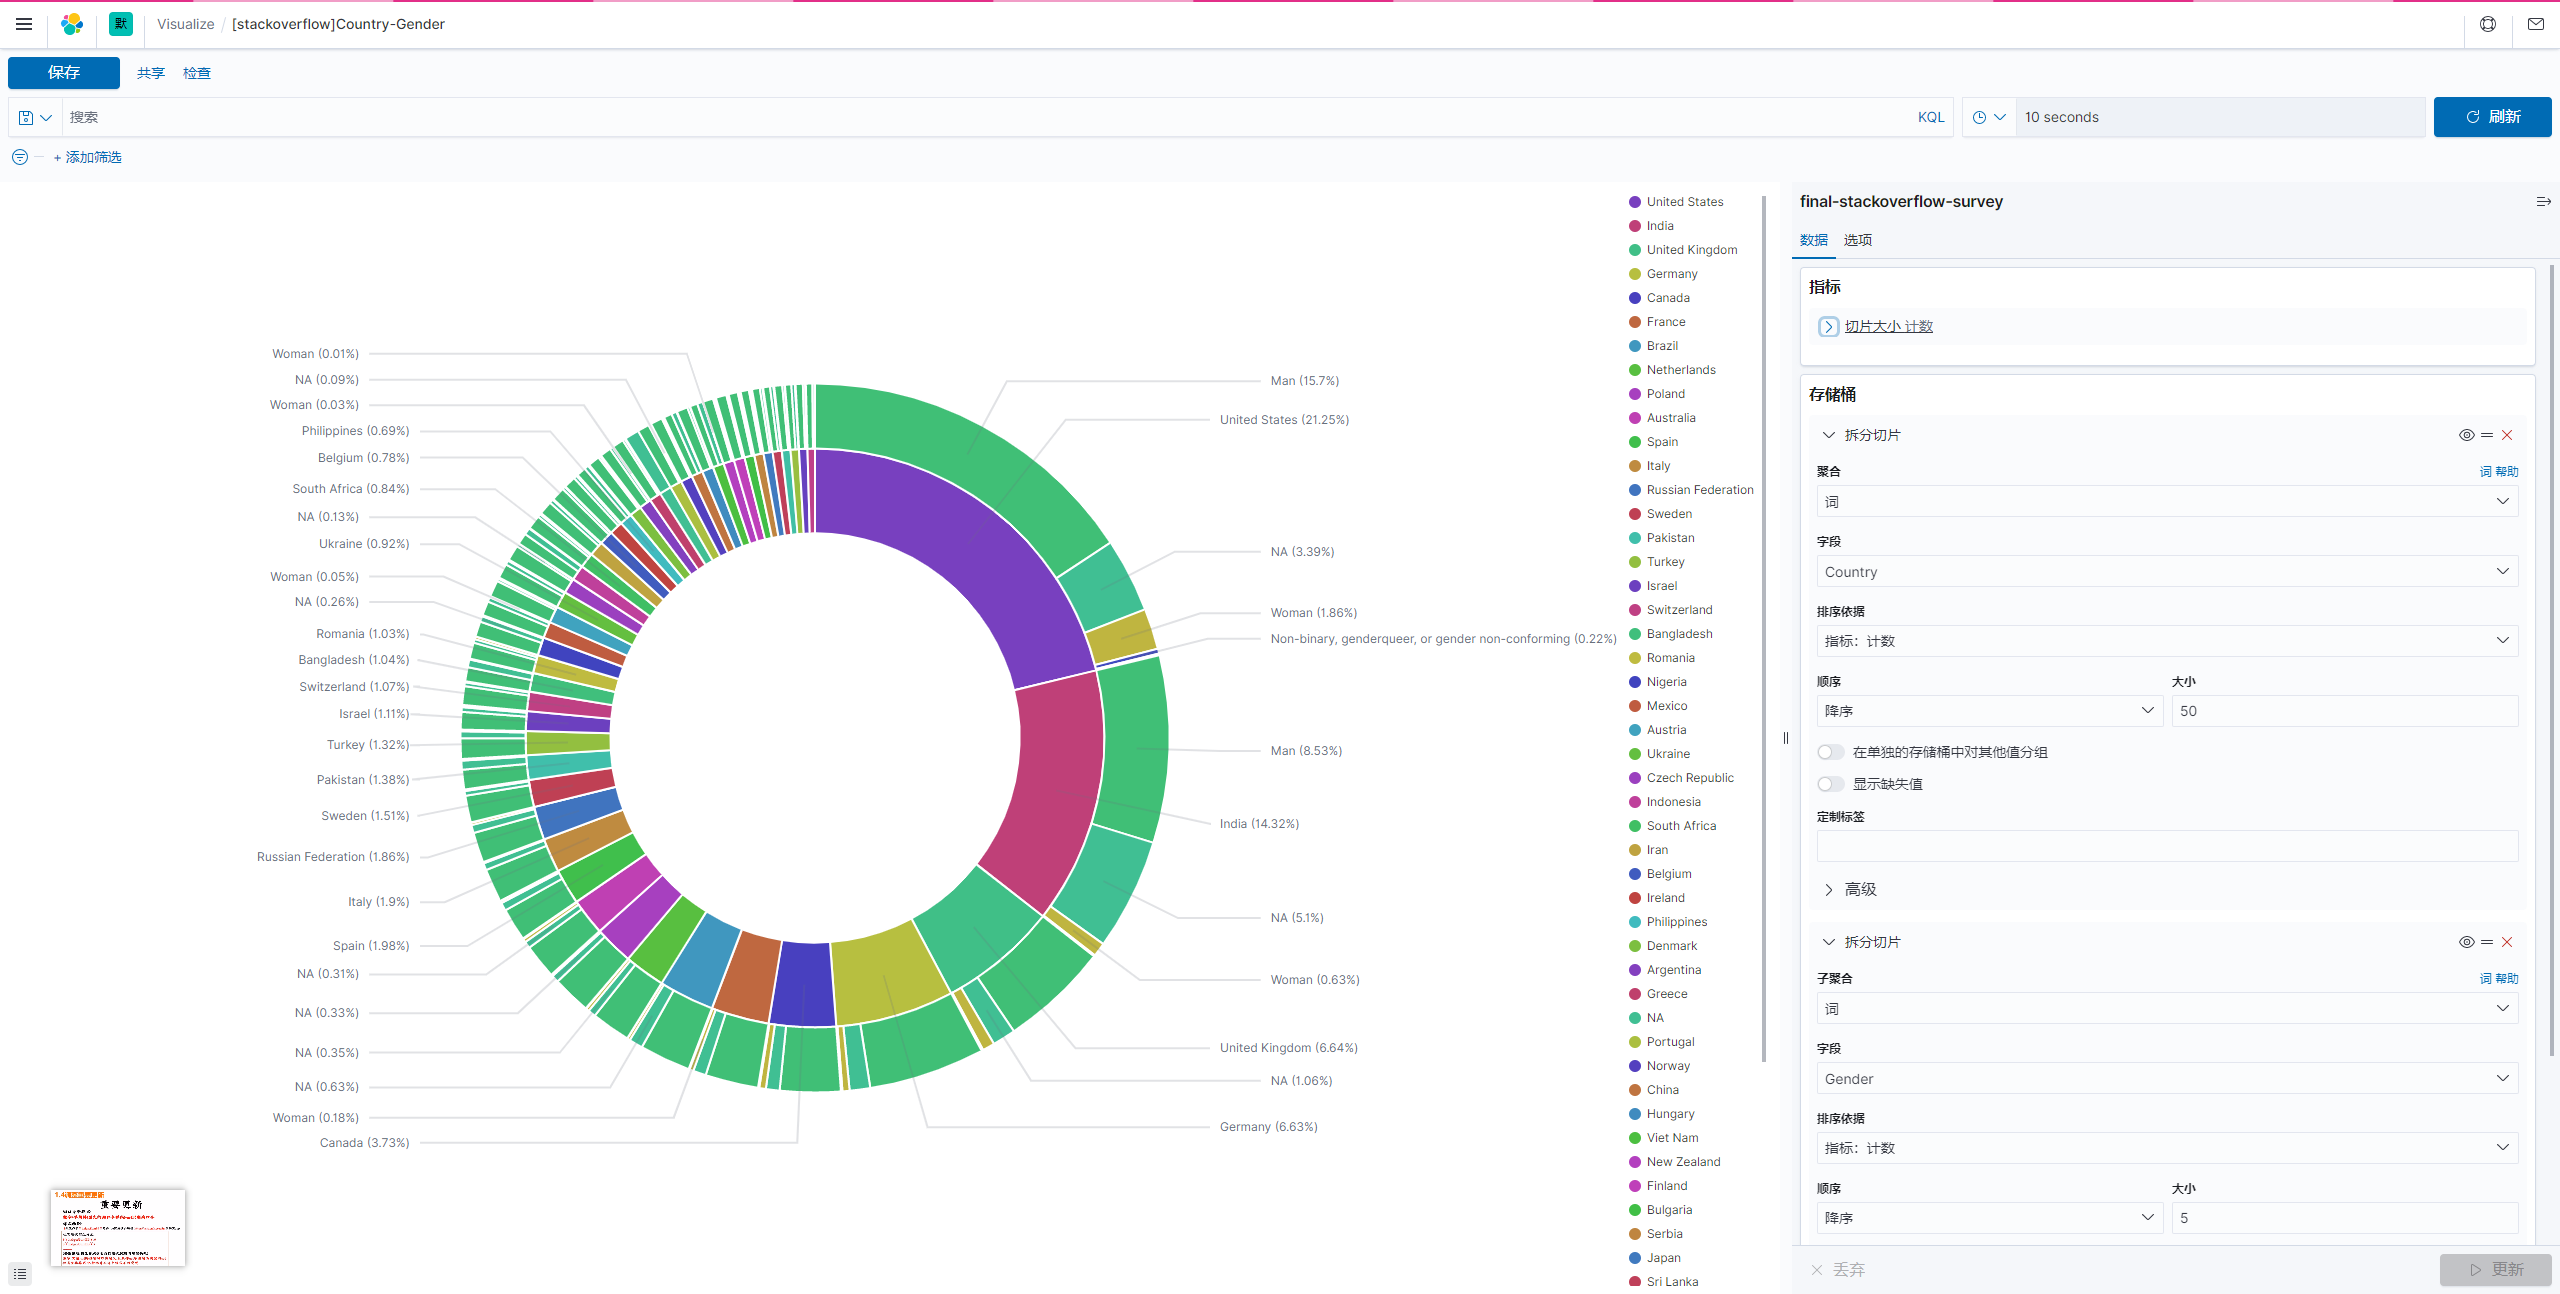 默
Visualize / [stackoverflow]Country-Gender
保存 共享 检查
搜索 KQL 10 seconds 刷新
+ 添加筛选
Woman (0.01%)
NA (0.09%)
Woman (0.03%)
Philippines (0.69%)
Belgium (0.78%)
South Africa (0.84%)
NA (0.13%)
Ukraine (0.92%)
Woman (0.05%)
NA (0.26%)
Romania (1.03%)
Bangladesh (1.04%)
Switzerland (1.07%)
Israel (1.11%)
Turkey (1.32%)
Pakistan (1.38%)
Sweden (1.51%)
Russian Federation (1.86%)
Italy (1.9%)
Spain (1.98%)
NA (0.31%)
NA (0.33%)
NA (0.35%)
NA (0.63%)
Woman (0.18%)
Canada (3.73%)
Man (15.7%)
United States (21.25%)
NA (3.39%)
Woman (1.86%)
Non-binary, genderqueer, or gender non-conforming (0.22%)
Man (8.53%)
India (14.32%)
NA (5.1%)
Woman (0.63%)
United Kingdom (6.64%)
NA (1.06%)
Germany (6.63%)
United States
India
United Kingdom
Germany
Canada
France
Brazil
Netherlands
Poland
Australia
Spain
Italy
Russian Federation
Sweden
Pakistan
Turkey
Israel
Switzerland
Bangladesh
Romania
Nigeria
Mexico
Austria
Ukraine
Czech Republic
Indonesia
South Africa
Iran
Belgium
Ireland
Philippines
Denmark
Argentina
Greece
NA
Portugal
Norway
China
Hungary
Viet Nam
New Zealand
Finland
Bulgaria
Serbia
Japan
Sri Lanka
final-stackoverflow-survey
数据 选项
指标
切片大小 计数
存储桶
拆分切片
聚合 词 帮助
词
字段
Country
排序依据
指标：计数
顺序 大小
降序 50
在单独的存储桶中对其他值分组
显示缺失值
定制标签
高级
拆分切片
子聚合 词 帮助
词
字段
Gender
排序依据
指标：计数
顺序 大小
降序 5
丢弃 更新
重要更新